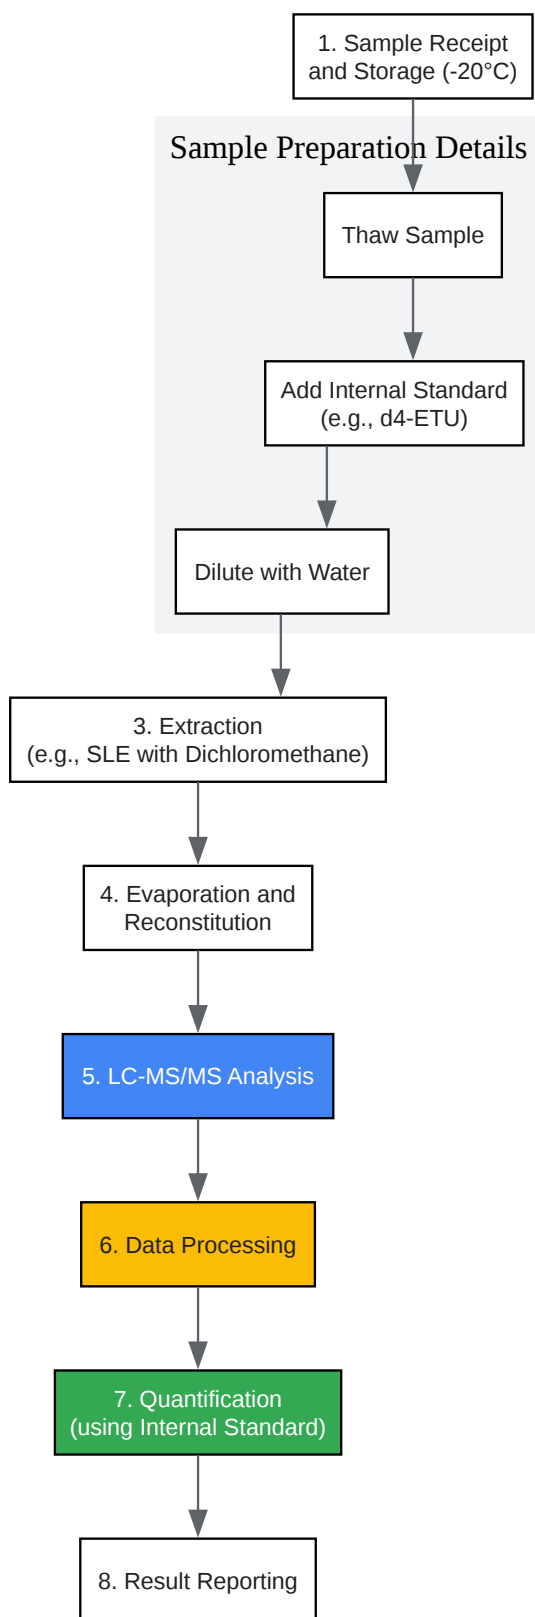 1. Sample Receipt
and Storage (-20°C)
Sample Preparation Details
Thaw Sample
Add Internal Standard
(e.g., d4-ETU)
Dilute with Water
3. Extraction
(e.g., SLE with Dichloromethane)
4. Evaporation and
Reconstitution
5. LC-MS/MS Analysis
6. Data Processing
7. Quantification
(using Internal Standard)
8. Result Reporting